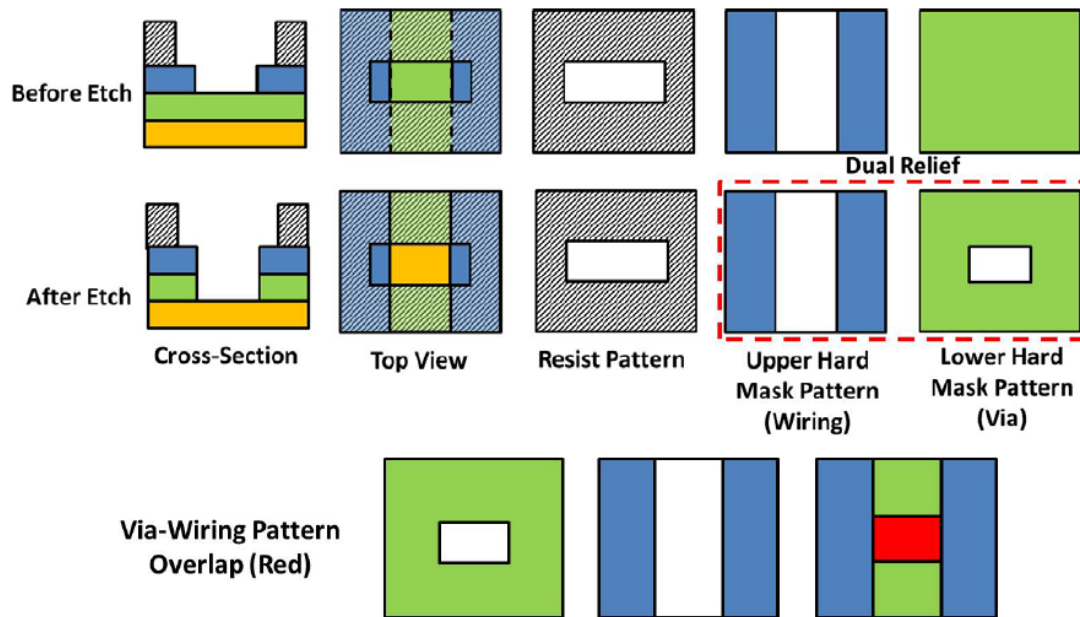 Before Etch
Dual Relief
After Etch
Cross-Section
Top View
Resist Pattern
Upper Hard
Mask Pattern
(Wiring)
Lower Hard
Mask Pattern
(Via)
Via-Wiring Pattern
Overlap (Red)